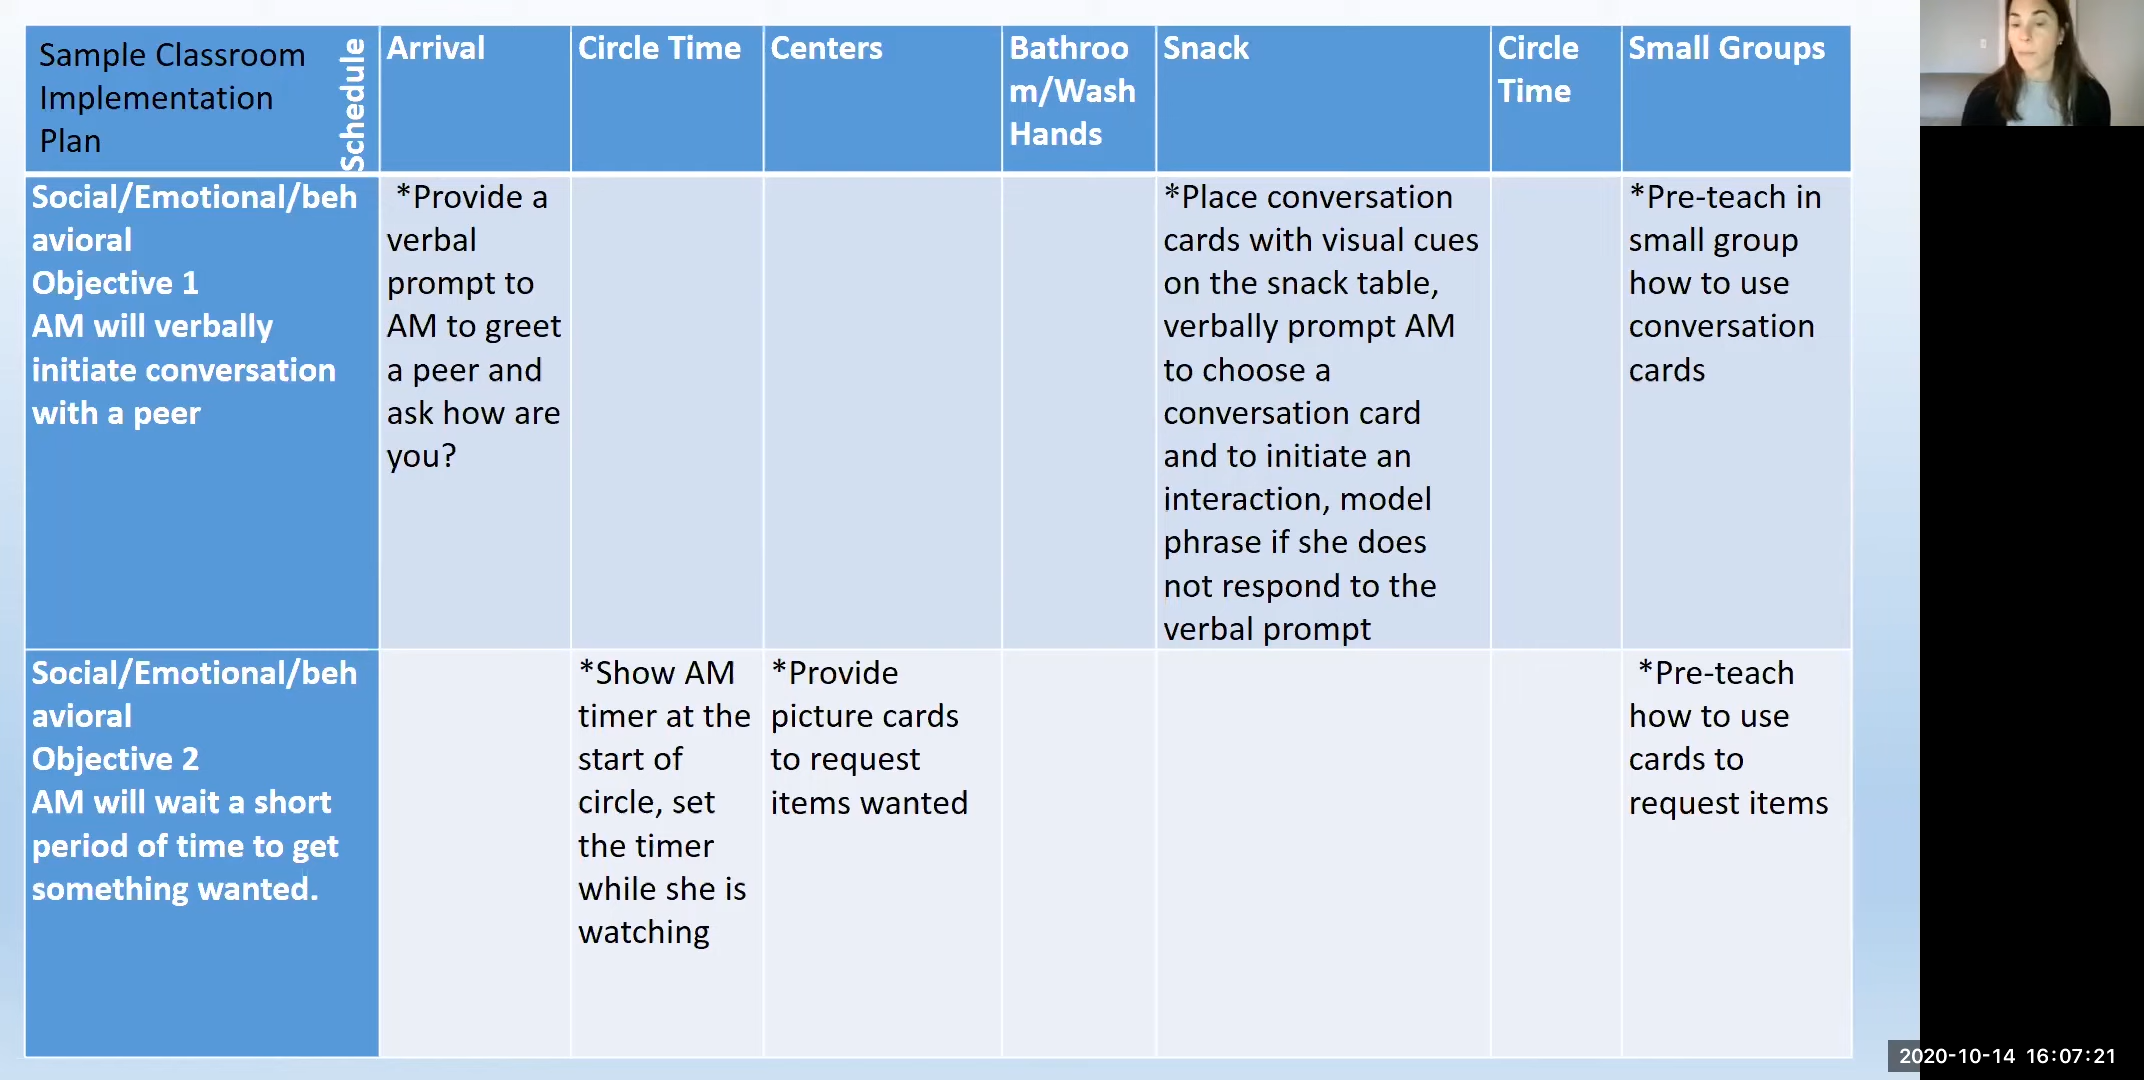 Sample Classroom
Implementation
Plan
Schedule
Arrival
Circle Time
Centers
Bathroo
m/Wash
Hands
Snack
Circle
Time
Small Groups
Social/Emotional/beh
avioral
Objective 1
AM will verbally
initiate conversation
with a peer
*Provide a
verbal
prompt to
AM to greet
a peer and
ask how are
you?
*Place conversation
cards with visual cues
on the snack table,
verbally prompt AM
to choose a
conversation card
and to initiate an
interaction, model
phrase if she does
not respond to the
verbal prompt
*Pre-teach in
small group
how to use
conversation
cards
Social/Emotional/beh
avioral
Objective 2
AM will wait a short
period of time to get
something wanted.
*Show AM
timer at the
start of
circle, set
the timer
while she is
watching
*Provide
picture cards
to request
items wanted
*Pre-teach
how to use
cards to
request items
2020-10-14 16:07:21